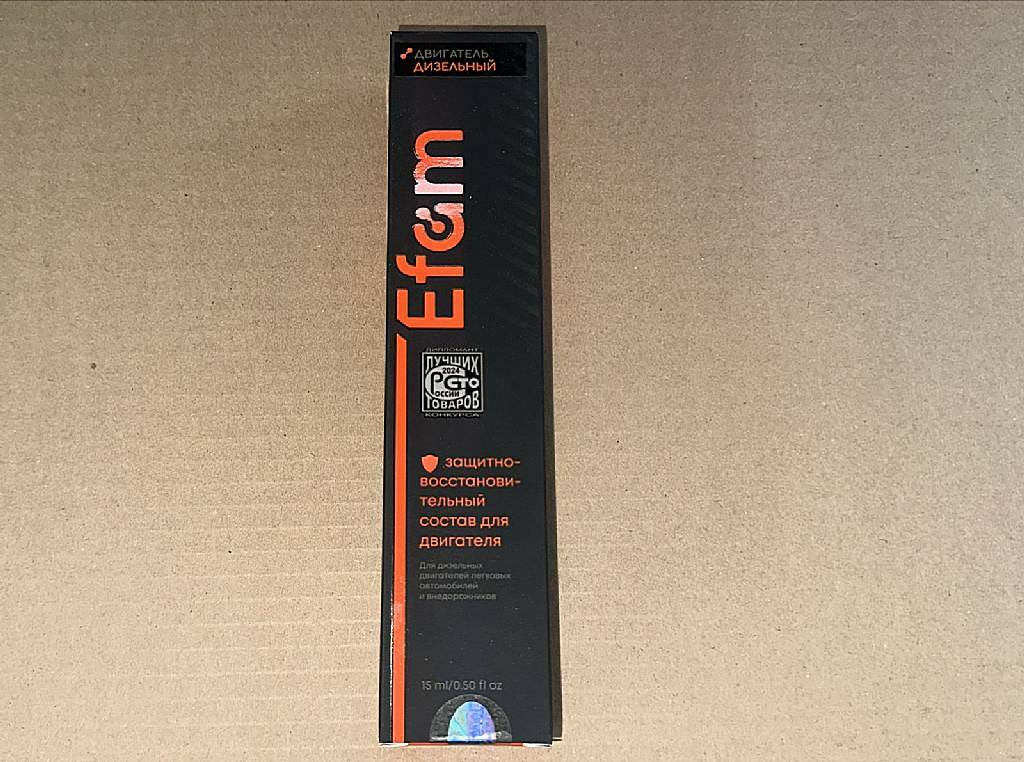 ДВИГАТЕЛЬ
ДИЗЕЛЬНЫЙ
Efam
ДИПЛОМАНТ
ЛУЧШИХ
2024
РСТО
РОССИИ
ТОВАРОВ
КОНКУРСА
защитно-
восстанови-
тельный
состав для
двигателя
Для дизельных
двигателей легковых
автомобилей
и внедорожников
15 ml/0.50 fl oz